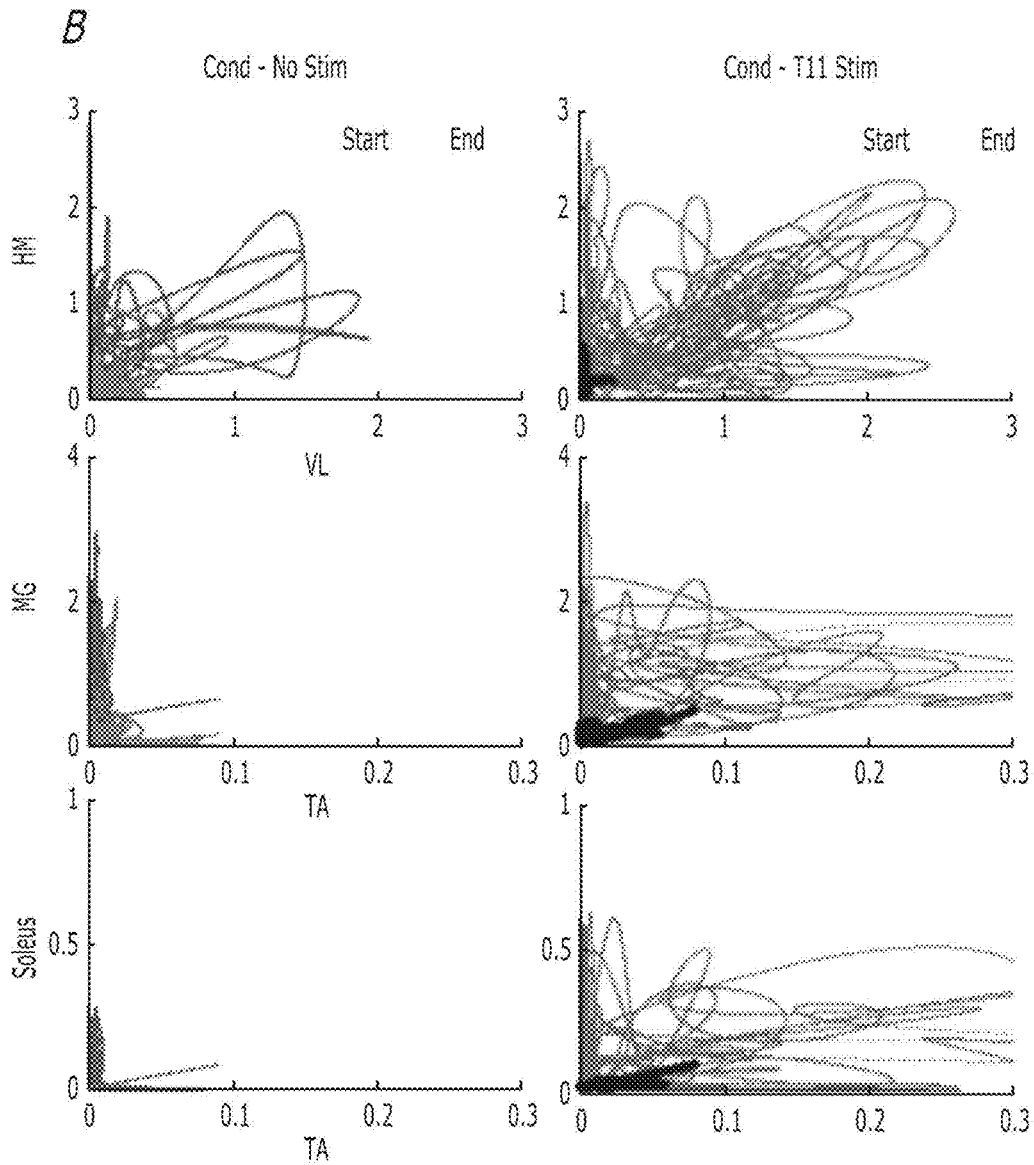 B
Cond - No Stim Cond - T11 Stim
3 3
Start End Start End
2 2
HM
1 1
0 0
0 1 2 3 0 1 2 3
VL
4 4
MG
2 2
0 0
0 0.1 0.2 0.3 0 0.1 0.2 0.3
TA
1 1
Soleus
0.5 0.5
0 0
0 0.1 0.2 0.3 0 0.1 0.2 0.3
TA